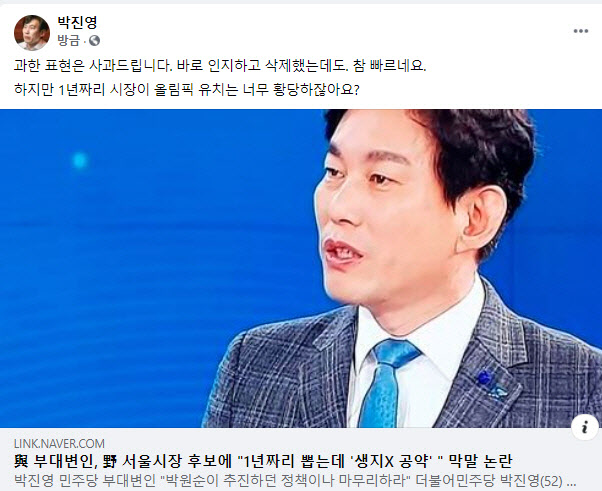 박진영
방금
과한 표현은 사과드립니다. 바로 인지하고 삭제했는데도. 참 빠르네요.
하지만 1년짜리 시장이 올림픽 유치는 너무 황당하잖아요?
LINK.NAVER.COM
與 부대변인, 野 서울시장 후보에 "1년짜리 뽑는데 '생지X 공약' " 막말 논란
박진영 민주당 부대변인 "박원순이 추진하던 정책이나 마무리하라" 더불어민주당 박진영(52) ...